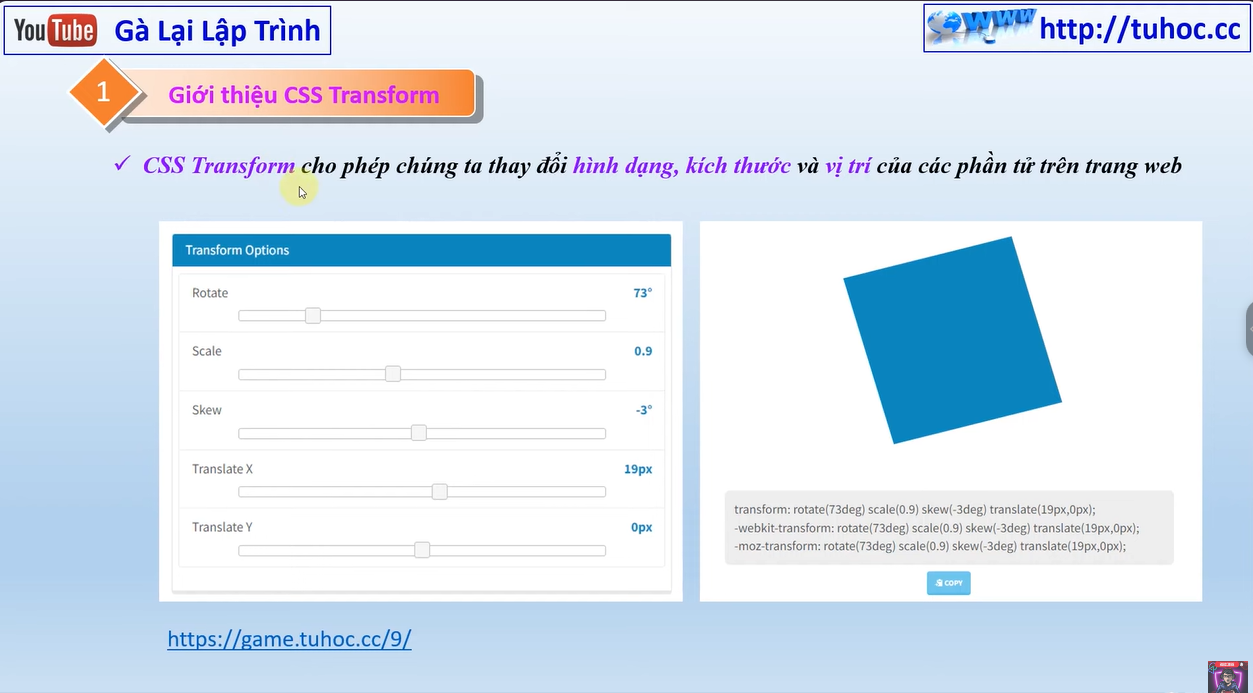 YouTube Gà Lại Lập Trình
www http://tuhoc.cc
1 Giới thiệu CSS Transform
✓ CSS Transform cho phép chúng ta thay đổi hình dạng, kích thước và vị trí của các phần tử trên trang web
Transform Options
Rotate 73°
Scale 0.9
Skew -3°
Translate X 19px
Translate Y 0px
transform: rotate(73deg) scale(0.9) skew(-3deg) translate(19px,0px);
-webkit-transform: rotate(73deg) scale(0.9) skew(-3deg) translate(19px,0px);
-moz-transform: rotate(73deg) scale(0.9) skew(-3deg) translate(19px,0px);
COPY
https://game.tuhoc.cc/9/